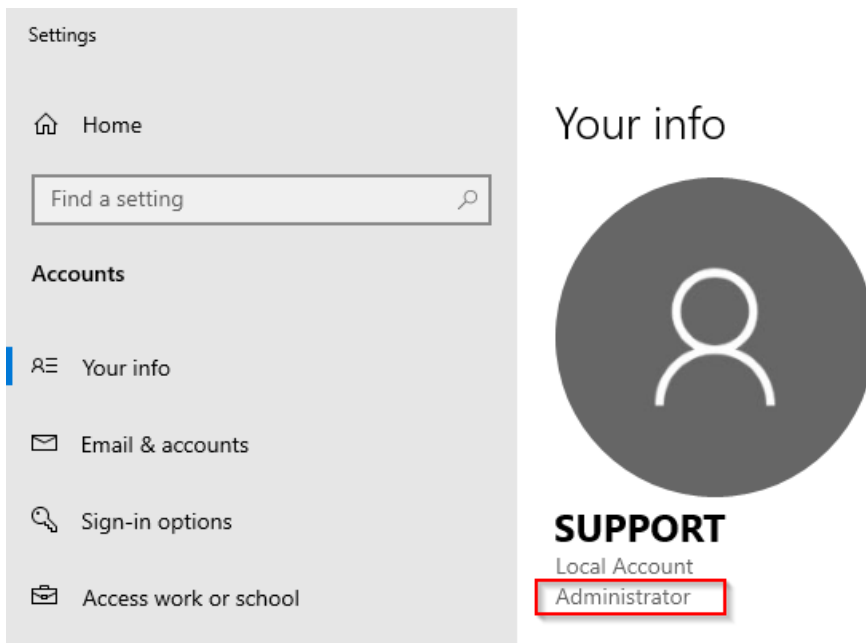 Settings
Home
Find a setting
Accounts
Your info
Email & accounts
Sign-in options
Access work or school
Your info
SUPPORT
Local Account
Administrator